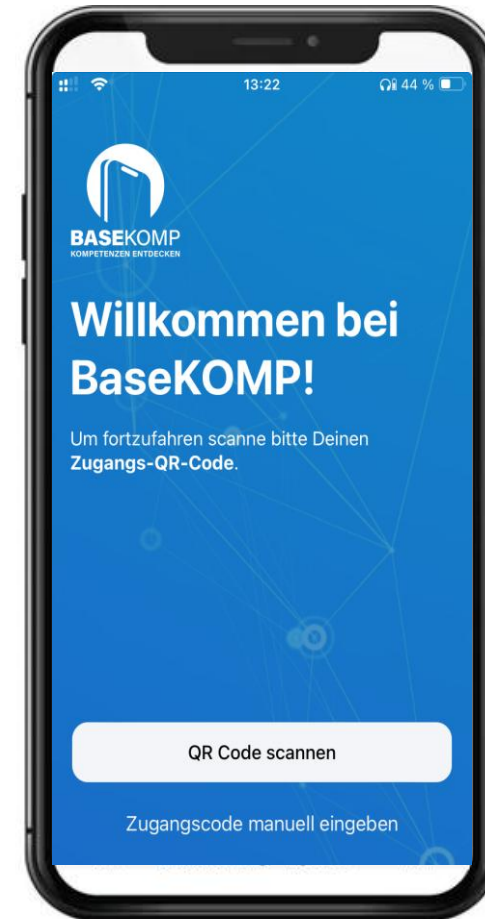 13:22 44 %
BASEKOMP
KOMPETENZEN ENTDECKEN
Willkommen bei
BaseKOMP!
Um fortzufahren scanne bitte Deinen
Zugangs-QR-Code.
QR Code scannen
Zugangscode manuell eingeben